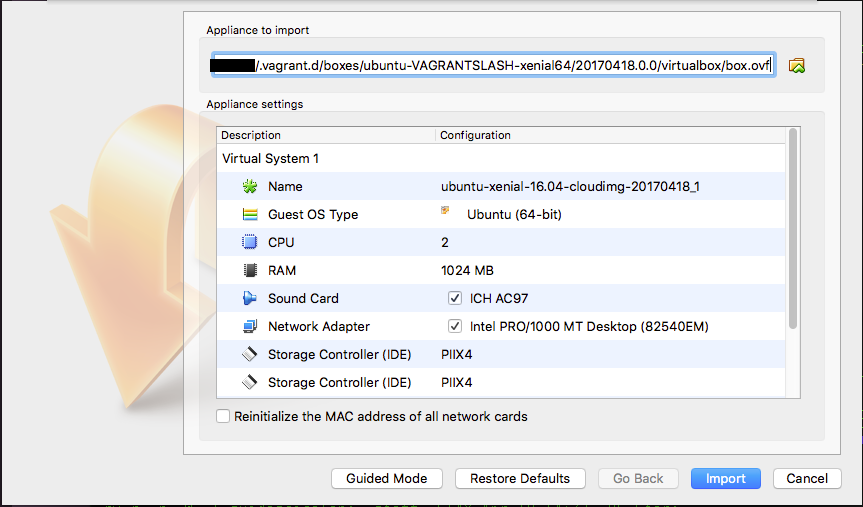 Appliance to import
/.vagrant.d/boxes/ubuntu-VAGRANTSLASH-xenial64/20170418.0.0/virtualbox/box.ovf
Appliance settings
Description Configuration
Virtual System 1
Name ubuntu-xenial-16.04-cloudimg-20170418_1
Guest OS Type Ubuntu (64-bit)
CPU 2
RAM 1024 MB
Sound Card ICH AC97
Network Adapter Intel PRO/1000 MT Desktop (82540EM)
Storage Controller (IDE) PIIX4
Storage Controller (IDE) PIIX4
Reinitialize the MAC address of all network cards
Guided Mode Restore Defaults Go Back Import Cancel